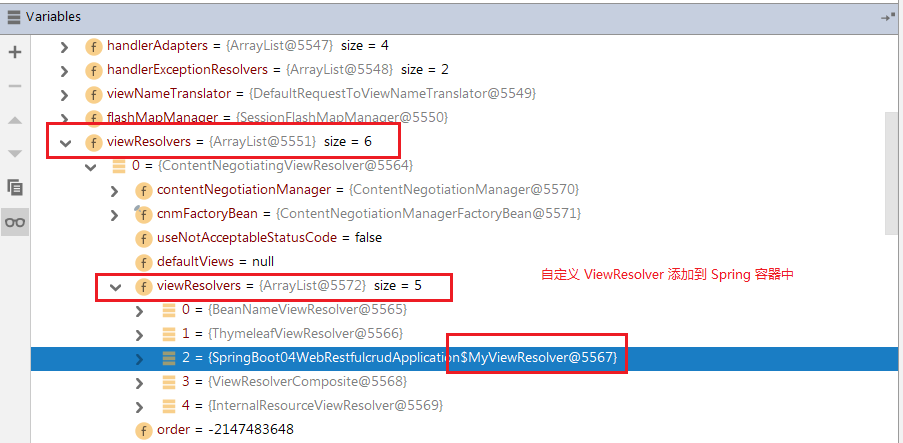 Variables
handlerAdapters = {ArrayList@5547} size = 4
handlerExceptionResolvers = {ArrayList@5548} size = 2
viewNameTranslator = {DefaultRequestToViewNameTranslator@5549}
flashMapManager = {SessionFlashMapManager@5550}
viewResolvers = {ArrayList@5551} size = 6
0 = {ContentNegotiatingViewResolver@5564}
contentNegotiationManager = {ContentNegotiationManager@5570}
cnmFactoryBean = {ContentNegotiationManagerFactoryBean@5571}
useNotAcceptableStatusCode = false
defaultViews = null
自定义 ViewResolver 添加到 Spring 容器中
viewResolvers = {ArrayList@5572} size = 5
0 = {BeanNameViewResolver@5565}
1 = {ThymeleafViewResolver@5566}
2 = {SpringBoot04WebRestfulcrudApplication$MyViewResolver@5567}
3 = {ViewResolverComposite@5568}
4 = {InternalResourceViewResolver@5569}
order = -2147483648